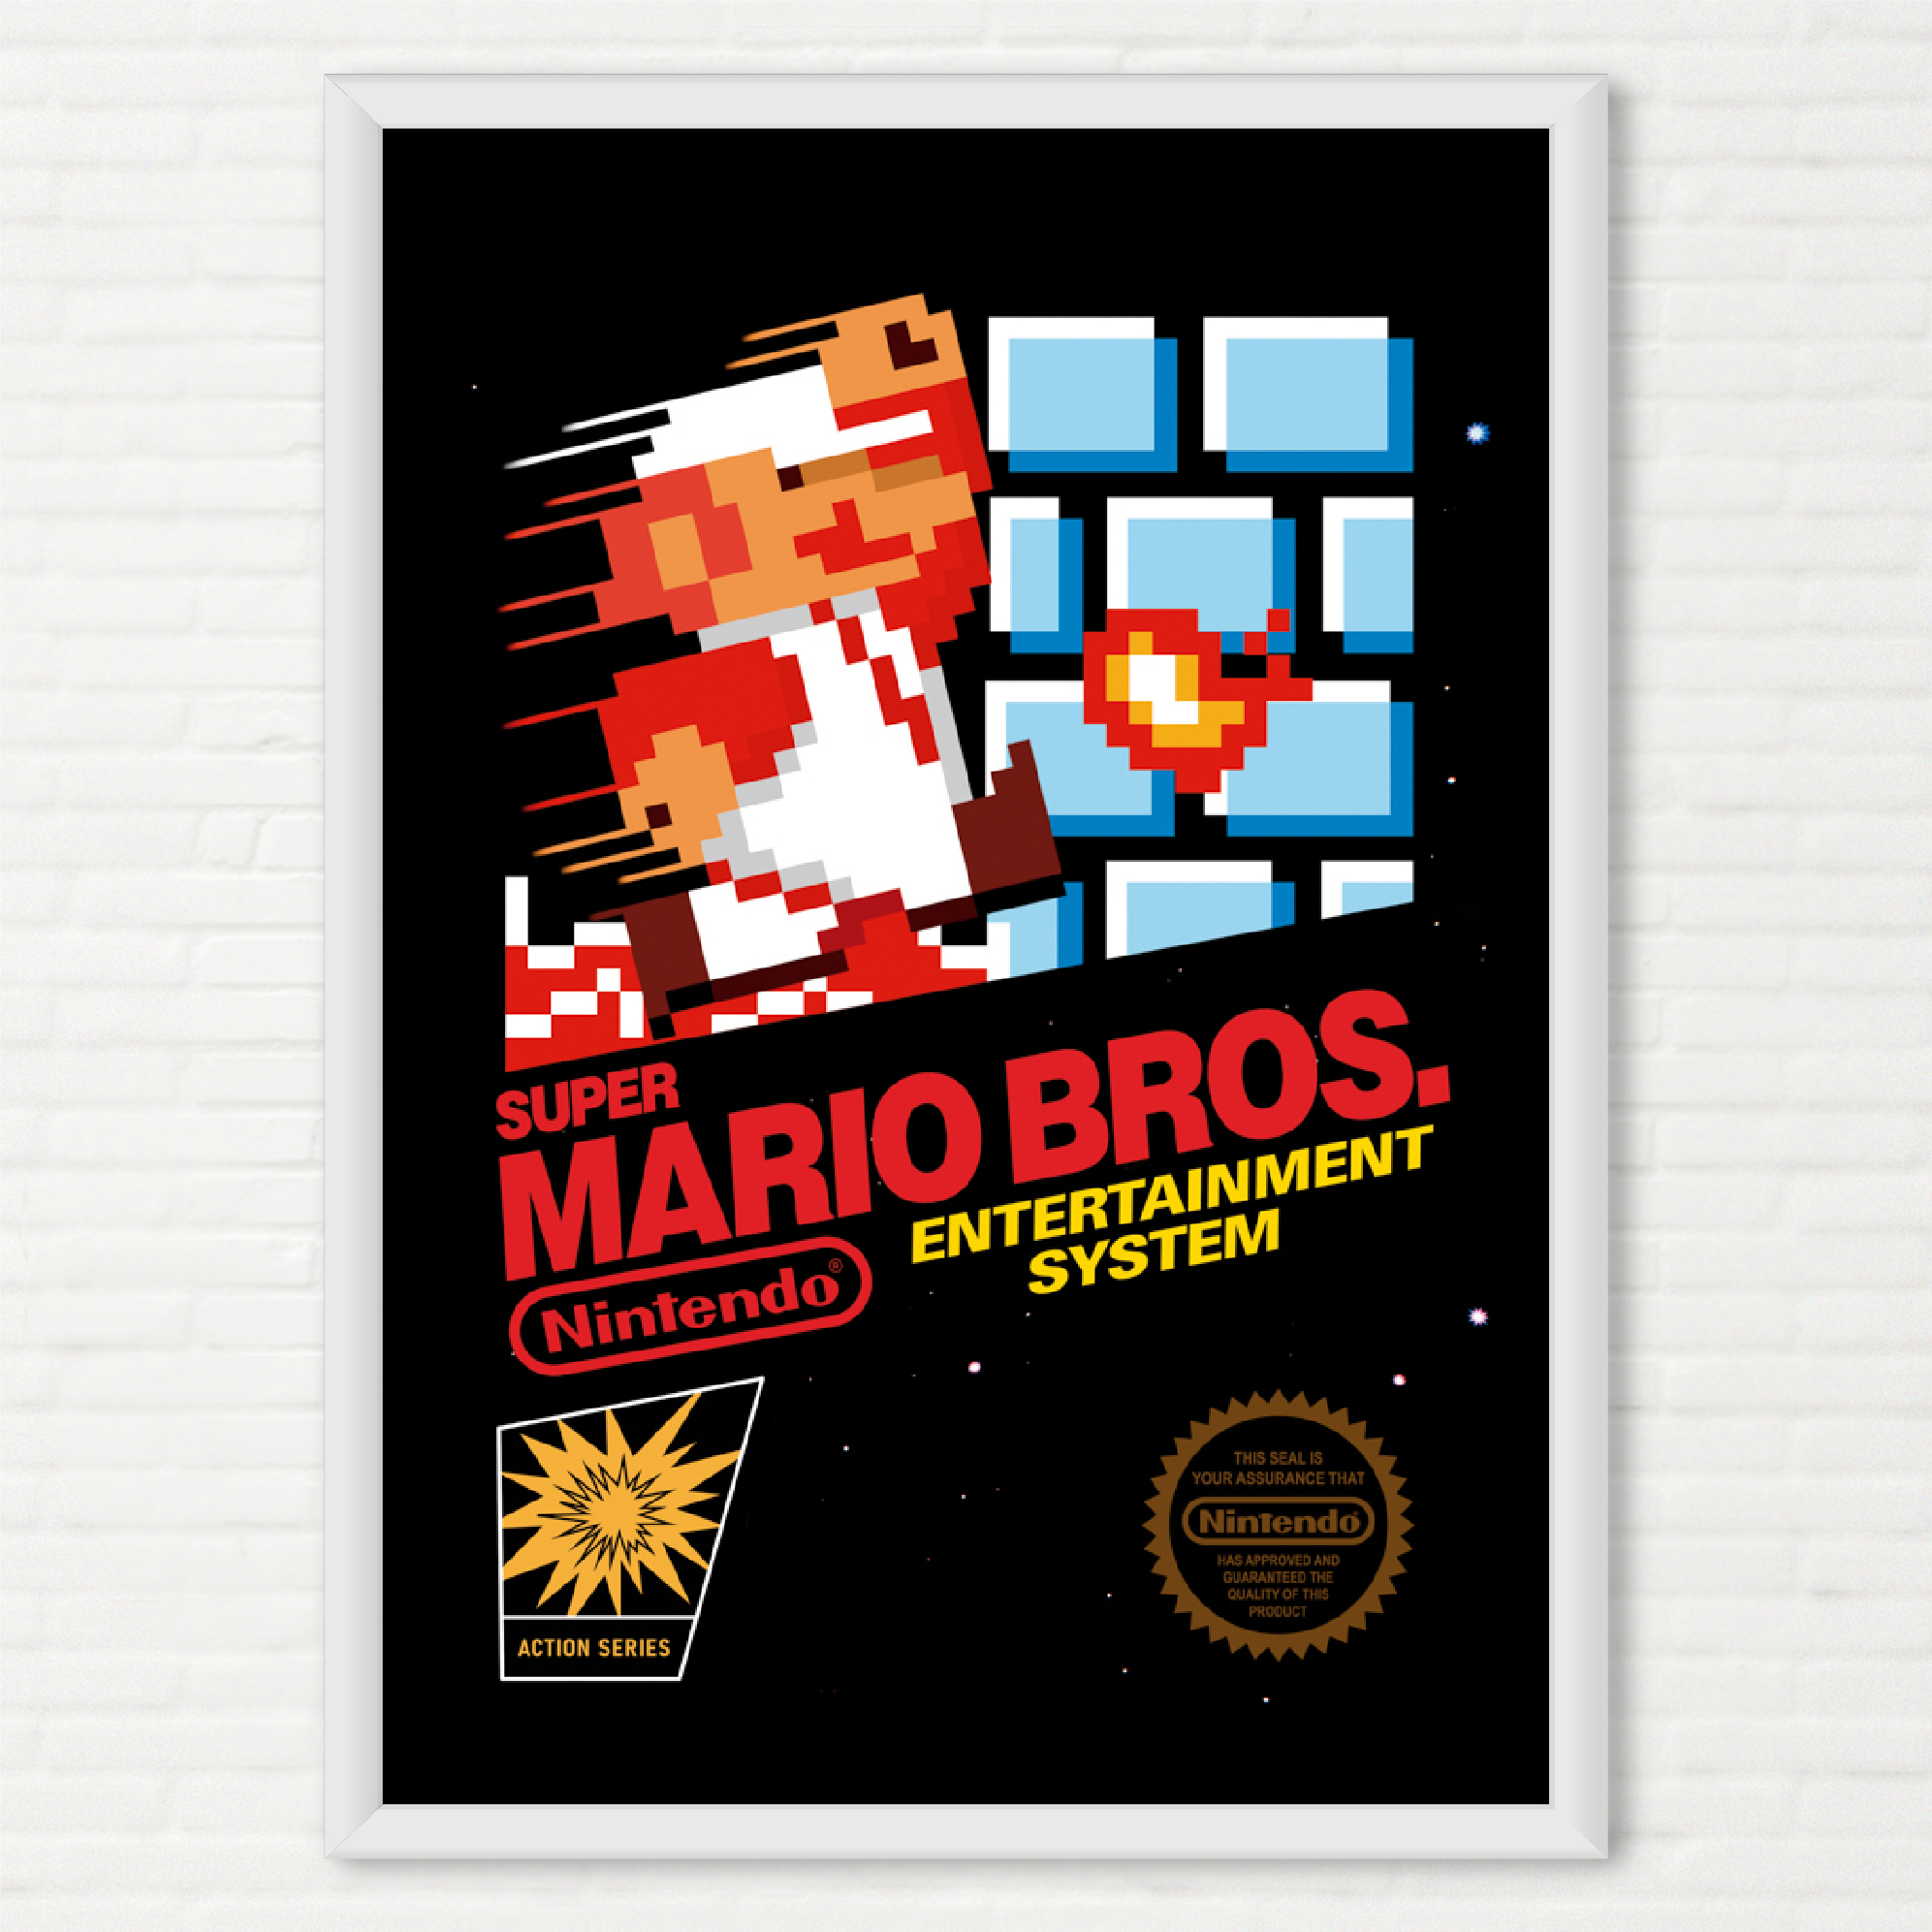 SUPER
MARIO BROS.
ENTERTAINMENT
SYSTEM
Nintendo®
ACTION SERIES
THIS SEAL IS
YOUR ASSURANCE THAT
Nintendo
HAS APPROVED AND
GUARANTEED THE
QUALITY OF THIS
PRODUCT